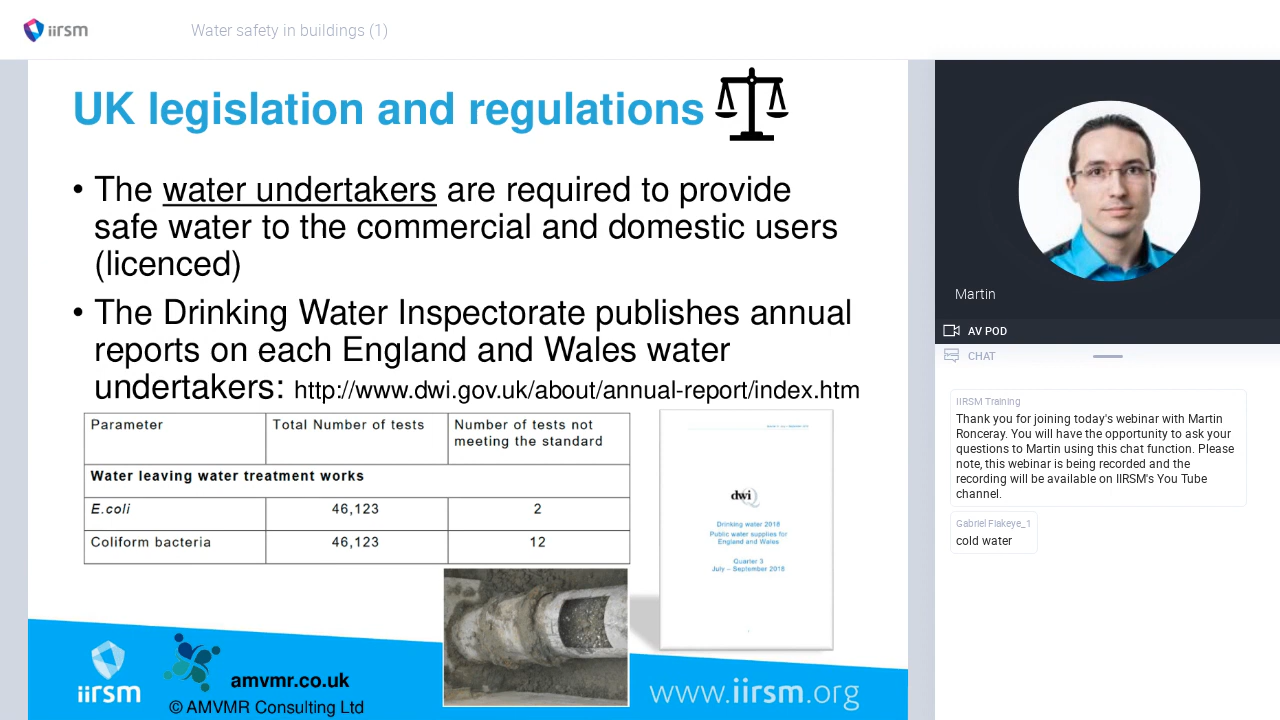 iirsm
Water safety in buildings (1)
UK legislation and regulations
• The water undertakers are required to provide
safe water to the commercial and domestic users
(licenced)
• The Drinking Water Inspectorate publishes annual
reports on each England and Wales water
undertakers: http://www.dwi.gov.uk/about/annual-report/index.htm
Parameter Total Number of tests Number of tests not
meeting the standard
Water leaving water treatment works
E.coli 46,123 2
Coliform bacteria 46,123 12
dwi
Drinking water 2018
Public water supplies for
England and Wales
Quarter 3
July – September 2018
iirsm
amvmr.co.uk
© AMVMR Consulting Ltd
www.iirsm.org
Martin
AV POD
CHAT
IIRSM Training
Thank you for joining today's webinar with Martin
Ronceray. You will have the opportunity to ask your
questions to Martin using this chat function. Please
note, this webinar is being recorded and the
recording will be available on IIRSM's You Tube
channel.
Gabriel Fiakeye_1
cold water